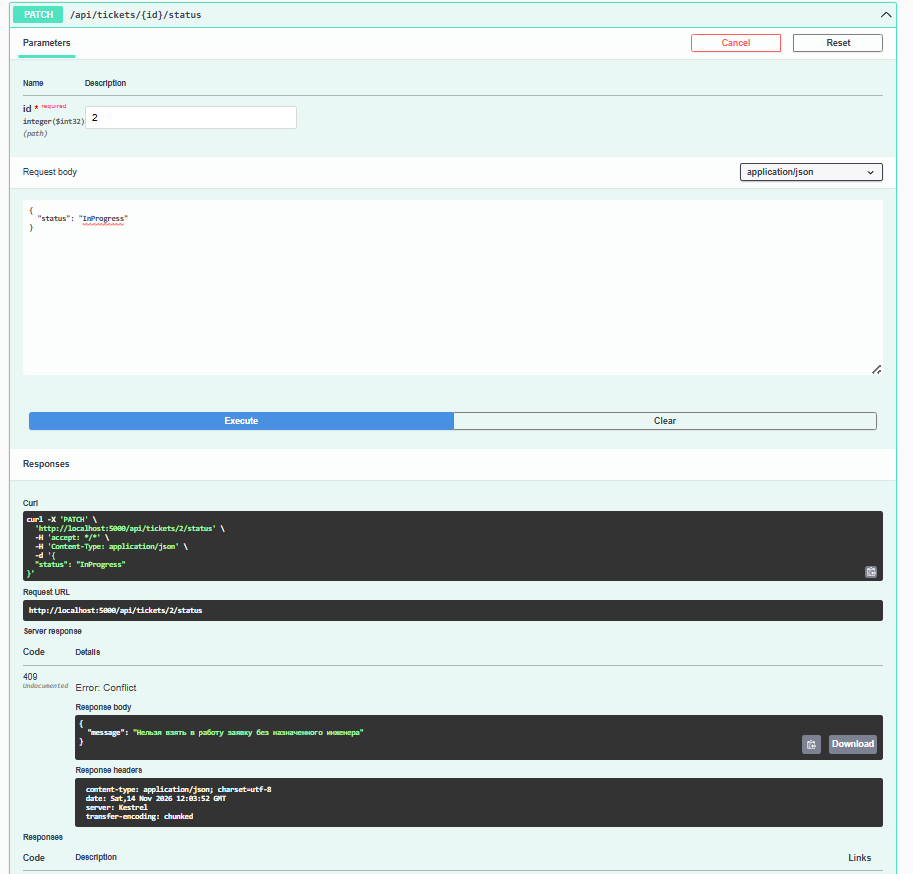 PATCH /api/tickets/{id}/status
Parameters
Cancel
Reset
Name Description
id * required
integer($int32)
(path)
2
Request body
application/json
{
"status": "InProgress"
}
Execute
Clear
Responses
Curl
curl -X 'PATCH' \
'http://localhost:5000/api/tickets/2/status' \
-H 'accept: */*' \
-H 'Content-Type: application/json' \
-d '{
"status": "InProgress"
}'
Request URL
http://localhost:5000/api/tickets/2/status
Server response
Code Details
409
Undocumented
Error: Conflict
Response body
{
"message": "Нельзя взять в работу заявку без назначенного инженера"
}
Download
Response headers
content-type: application/json; charset=utf-8
date: Sat,14 Nov 2026 12:03:52 GMT
server: Kestrel
transfer-encoding: chunked
Responses
Code Description Links